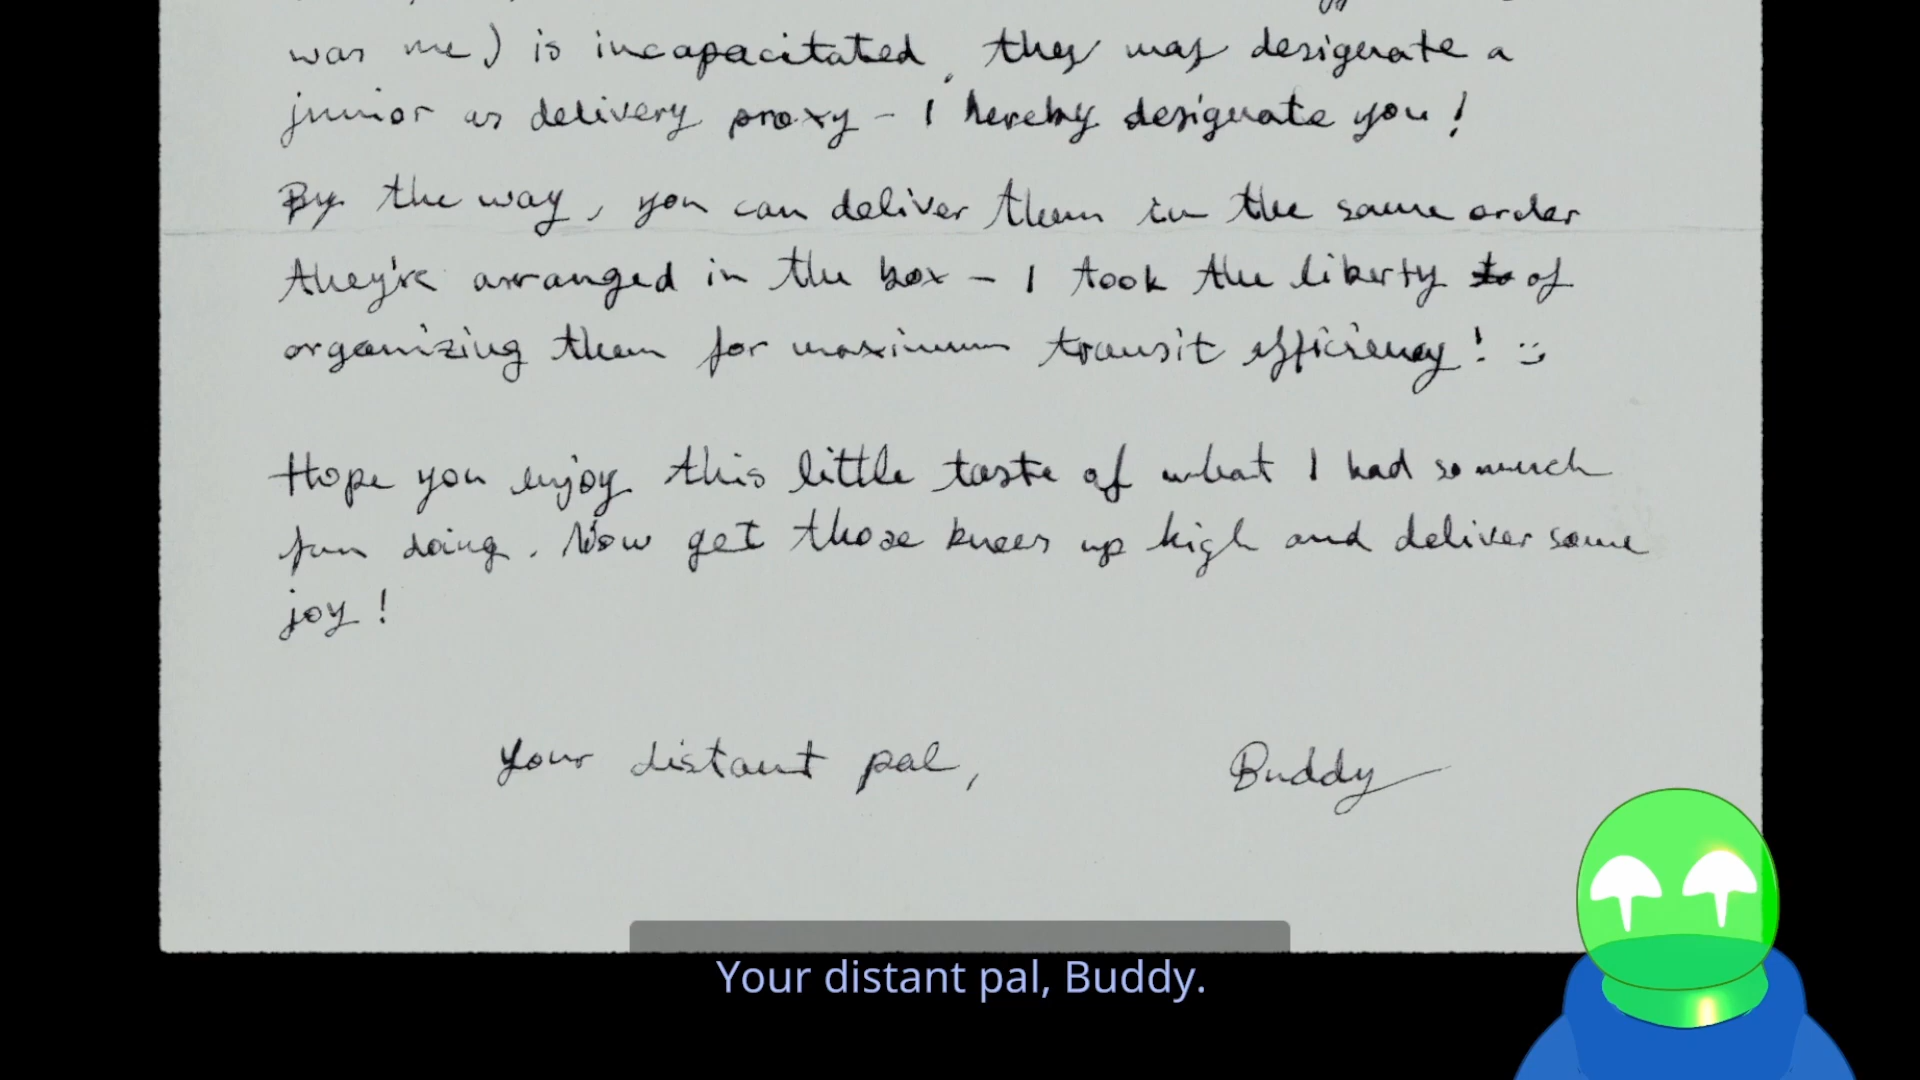 was me) is incapacitated, they may designate a
junior as delivery proxy - I hereby designate you!
By the way, you can deliver them in the same order
they're arranged in the box - I took the liberty to of
organizing them for maximum transit efficiency! :)
Hope you enjoy this little taste of what I had so much
fun doing. Now get those knees up high and deliver some
joy!
Your distant pal, Buddy
Your distant pal, Buddy.